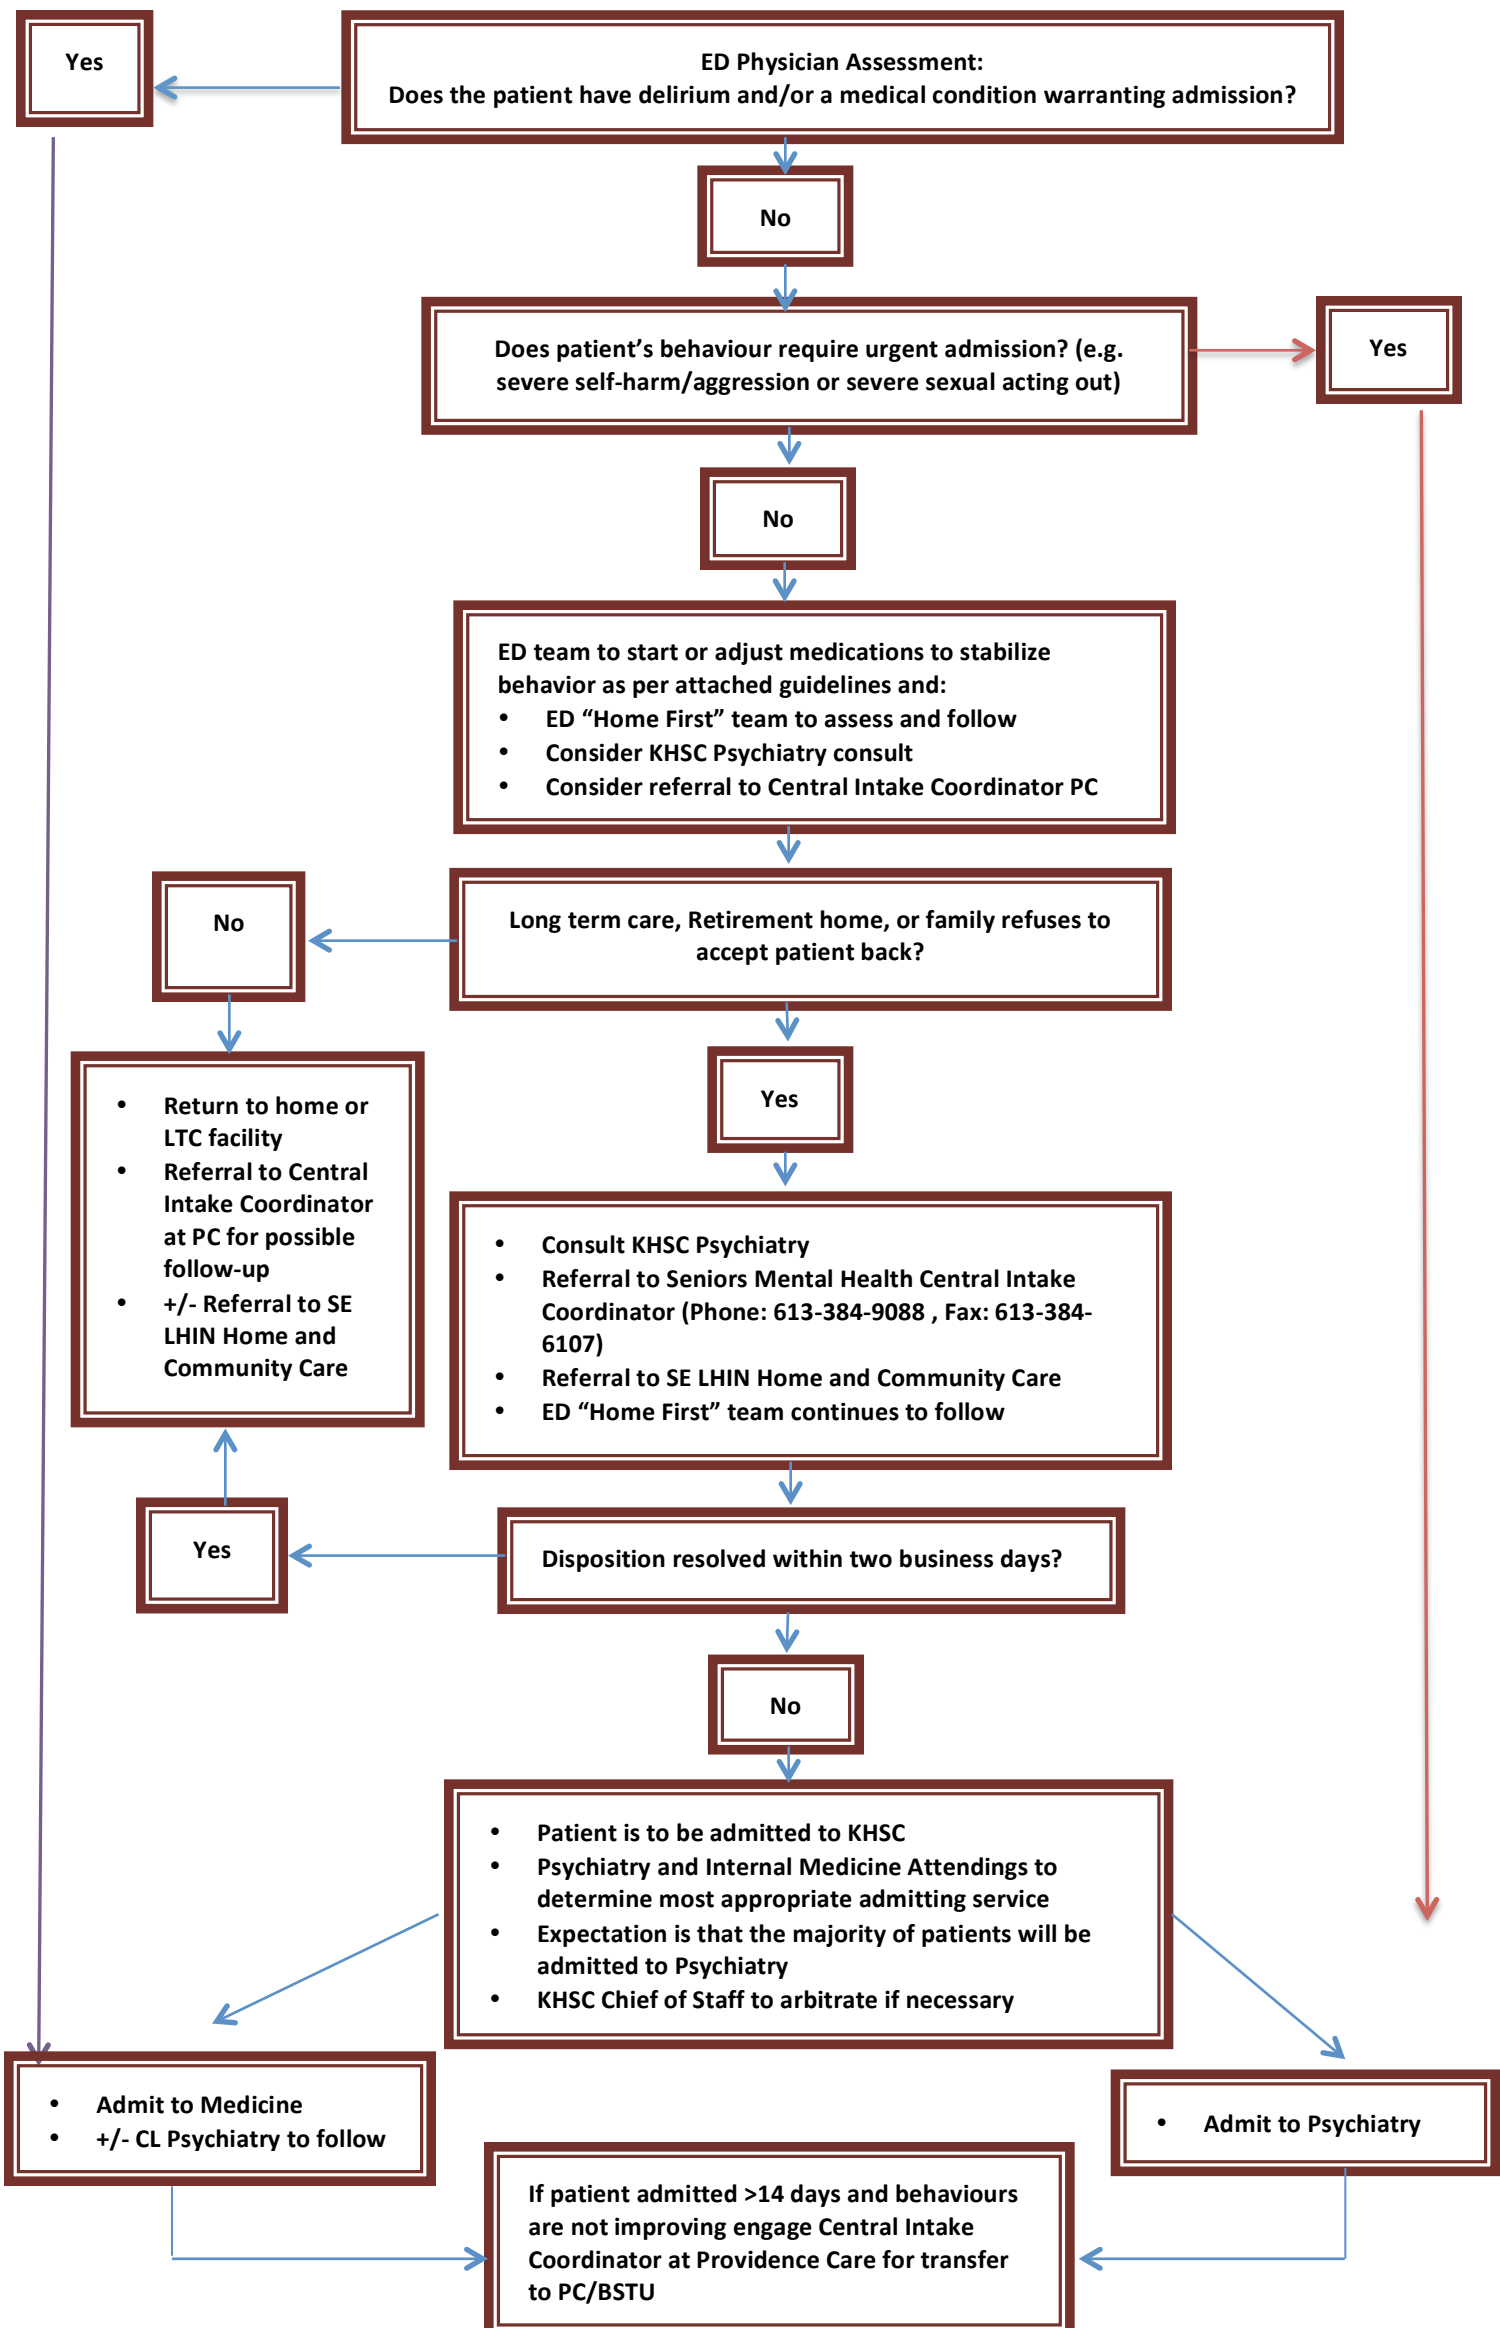 Yes
ED Physician Assessment:
Does the patient have delirium and/or a medical condition warranting admission?
No
Does patient’s behaviour require urgent admission? (e.g.
severe self-harm/aggression or severe sexual acting out)
Yes
No
ED team to start or adjust medications to stabilize
behavior as per attached guidelines and:
• ED “Home First” team to assess and follow
• Consider KHSC Psychiatry consult
• Consider referral to Central Intake Coordinator PC
No
Long term care, Retirement home, or family refuses to
accept patient back?
• Return to home or
LTC facility
• Referral to Central
Intake Coordinator
at PC for possible
follow-up
• +/- Referral to SE
LHIN Home and
Community Care
Yes
• Consult KHSC Psychiatry
• Referral to Seniors Mental Health Central Intake
Coordinator (Phone: 613-384-9088 , Fax: 613-384-
6107)
• Referral to SE LHIN Home and Community Care
• ED “Home First” team continues to follow
Yes
Disposition resolved within two business days?
No
• Patient is to be admitted to KHSC
• Psychiatry and Internal Medicine Attendings to
determine most appropriate admitting service
• Expectation is that the majority of patients will be
admitted to Psychiatry
• KHSC Chief of Staff to arbitrate if necessary
• Admit to Medicine
• +/- CL Psychiatry to follow
• Admit to Psychiatry
If patient admitted >14 days and behaviours
are not improving engage Central Intake
Coordinator at Providence Care for transfer
to PC/BSTU